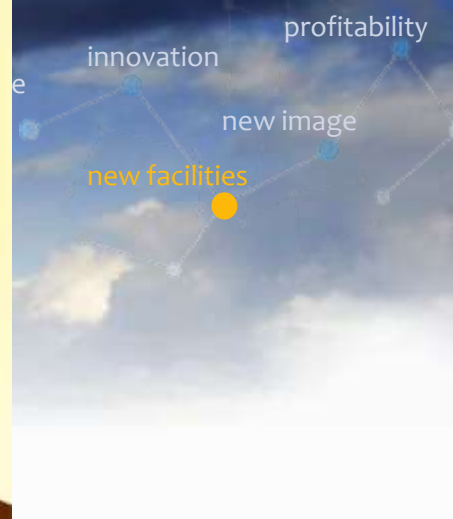 profitability
innovation
e
new image
new facilities